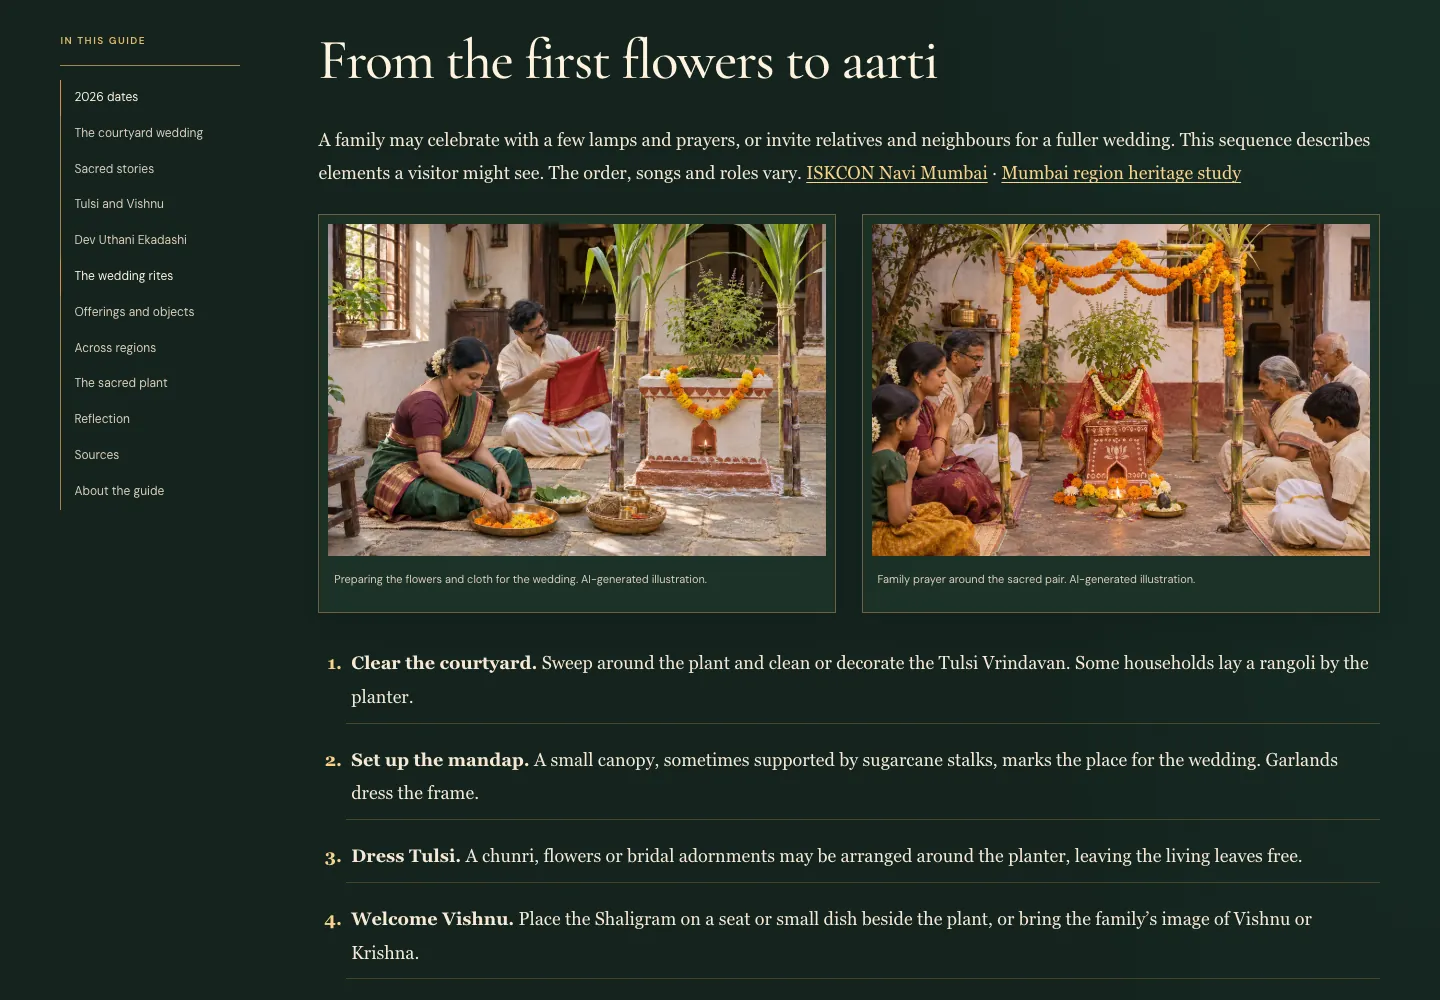 IN THIS GUIDE
2026 dates
The courtyard wedding
Sacred stories
Tulsi and Vishnu
Dev Uthani Ekadashi
The wedding rites
Offerings and objects
Across regions
The sacred plant
Reflection
Sources
About the guide
From the first flowers to aarti
A family may celebrate with a few lamps and prayers, or invite relatives and neighbours for a fuller wedding. This sequence describes
elements a visitor might see. The order, songs and roles vary. ISKCON Navi Mumbai · Mumbai region heritage study
Preparing the flowers and cloth for the wedding. AI-generated illustration.
Family prayer around the sacred pair. AI-generated illustration.
1. Clear the courtyard. Sweep around the plant and clean or decorate the Tulsi Vrindavan. Some households lay a rangoli by the
planter.
2. Set up the mandap. A small canopy, sometimes supported by sugarcane stalks, marks the place for the wedding. Garlands
dress the frame.
3. Dress Tulsi. A chunri, flowers or bridal adornments may be arranged around the planter, leaving the living leaves free.
4. Welcome Vishnu. Place the Shaligram on a seat or small dish beside the plant, or bring the family’s image of Vishnu or
Krishna.